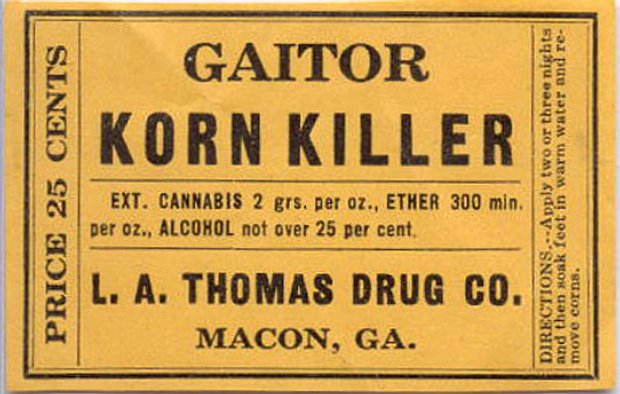 PRICE 25 CENTS
GAITOR
KORN KILLER
EXT. CANNABIS 2 grs. per oz., ETHER 300 min.
per oz., ALCOHOL not over 25 per cent.
L. A. THOMAS DRUG CO.
MACON, GA.
DIRECTIONS.--Apply two or three nights
and then soak feet in warm water and re-
move corns.